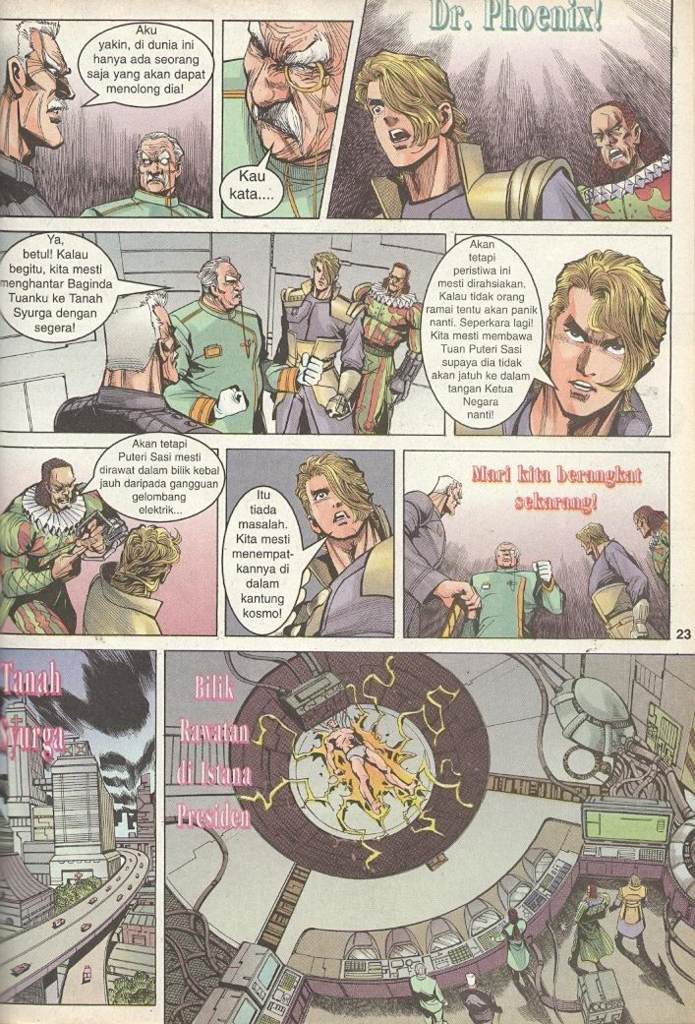 Aku
yakin, di dunia ini
hanya ada seorang
saja yang akan dapat
menolong dia!
Kau
kata....
Dr. Phoenix!
Ya,
betul! Kalau
begitu, kita mesti
menghantar Baginda
Tuanku ke Tanah
Syurga dengan
segera!
Akan
tetapi
peristiwa ini
mesti dirahsiakan.
Kalau tidak orang
ramai tentu akan panik
nanti. Seperkara lagi!
Kita mesti membawa
Tuan Puteri Sasi
supaya dia tidak
akan jatuh ke dalam
tangan Ketua
Negara
nanti!
Akan tetapi
Puteri Sasi mesti
dirawat dalam bilik kebal
jauh daripada gangguan
gelombang
elektrik...
Itu
tiada
masalah.
Kita mesti
menempat-
kannya di
dalam
kantung
kosmo!
Mari kita berangkat
sekarang!
23
Tanah
Syurga
Bilik
Rawatan
di Istana
Presiden